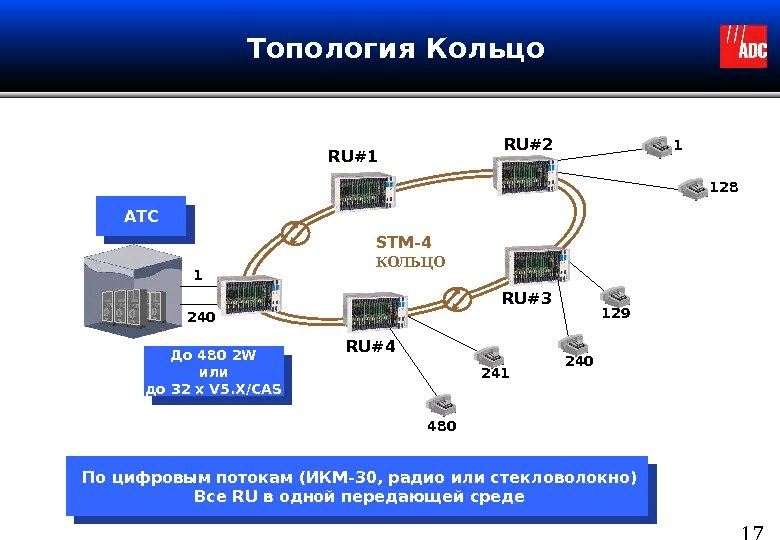 Топология Кольцо
ADC
RU#1
RU#2
1
128
АТС
STM-4
КОЛЬЦО
1
240
RU#3
129
RU#4
240
241
480
До 480 2W
или
до 32 х V5.X/CAS
По цифровым потокам (ИКМ-30, радио или стекловолокно)
Все RU в одной передающей среде
17